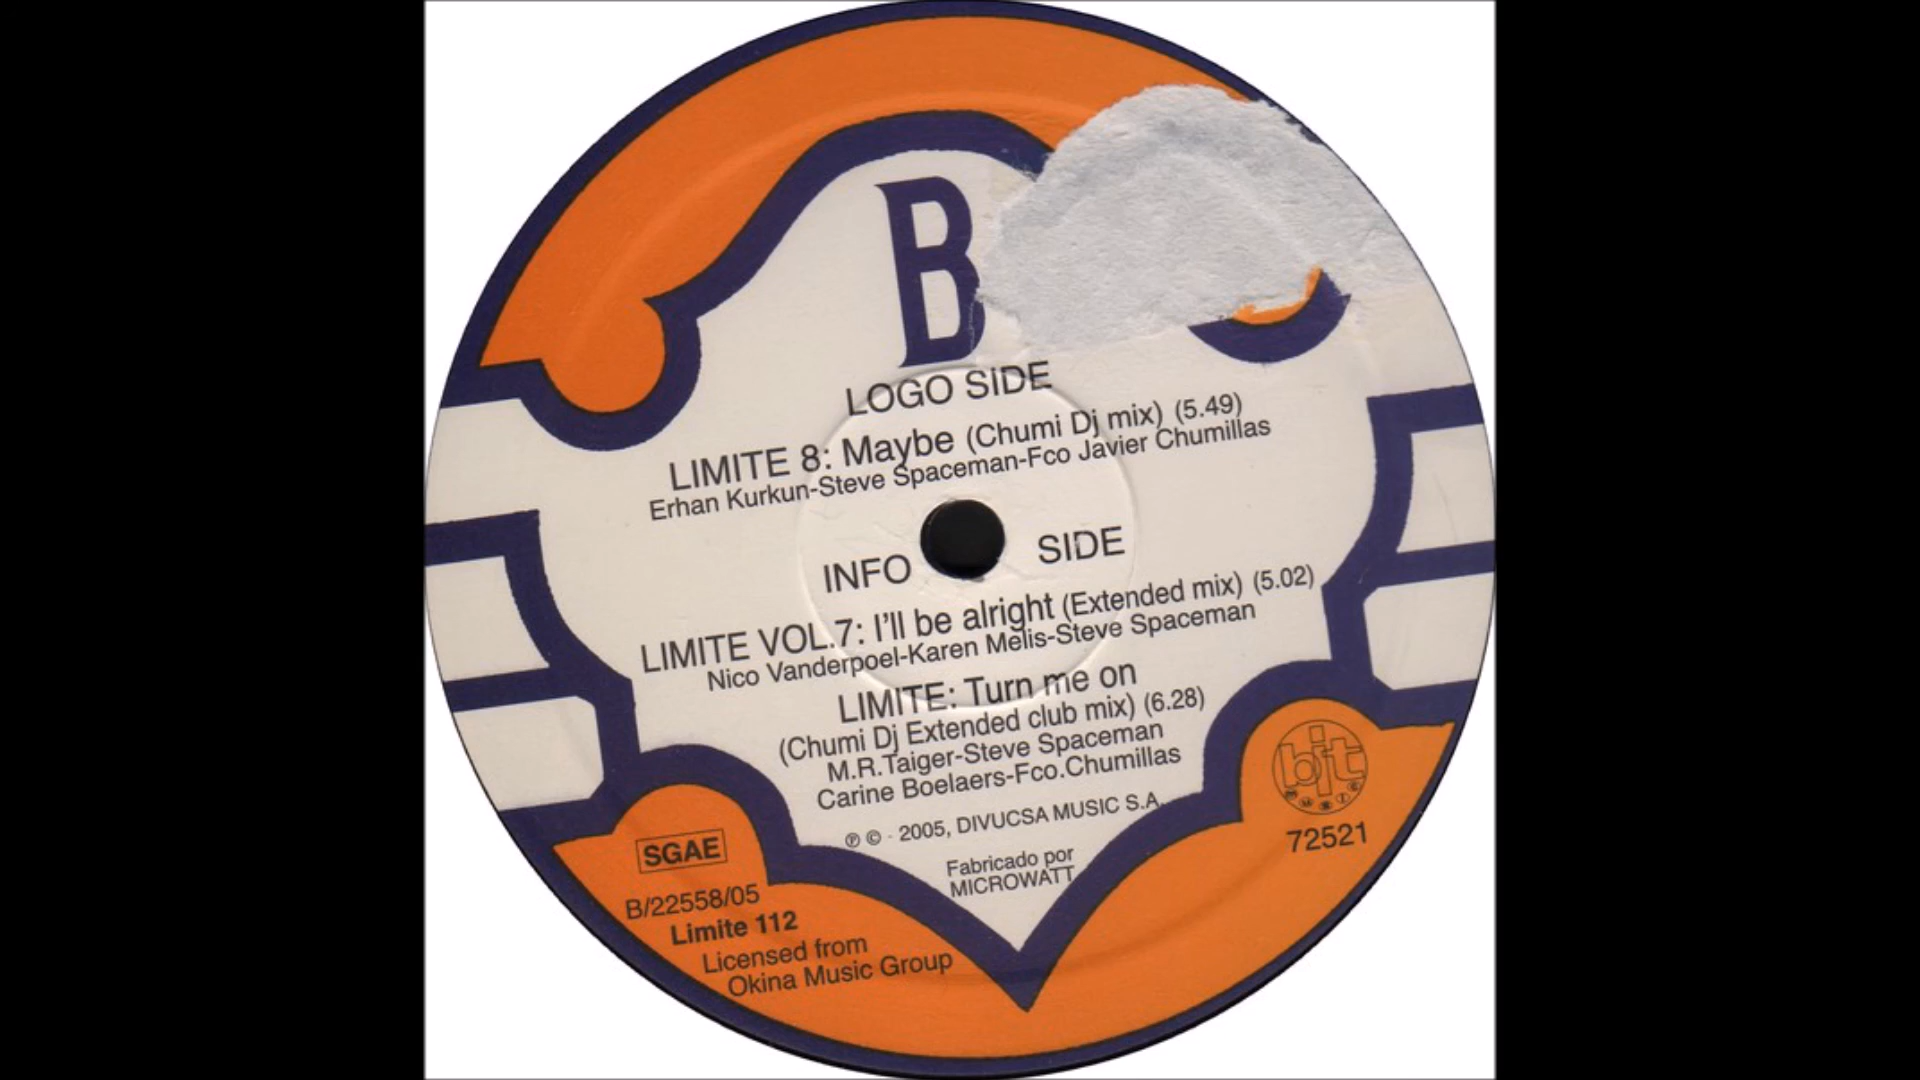 B
LOGO SIDE
LIMITE 8: Maybe (Chumi Dj mix) (5.49)
Erhan Kurkun-Steve Spaceman-Fco Javier Chumillas
INFO SIDE
LIMITE VOL.7: I'll be alright (Extended mix) (5.02)
Nico Vanderpoel-Karen Melis-Steve Spaceman
LIMITE: Turn me on
(Chumi Dj Extended club mix) (6.28)
M.R.Taiger-Steve Spaceman
Carine Boelaers-Fco.Chumillas
℗ © - 2005, DIVUCSA MUSIC S.A.
Fabricado por
MICROWATT
SGAE
B/22558/05
Limite 112
Licensed from
Okina Music Group
bit
MUSIC
72521